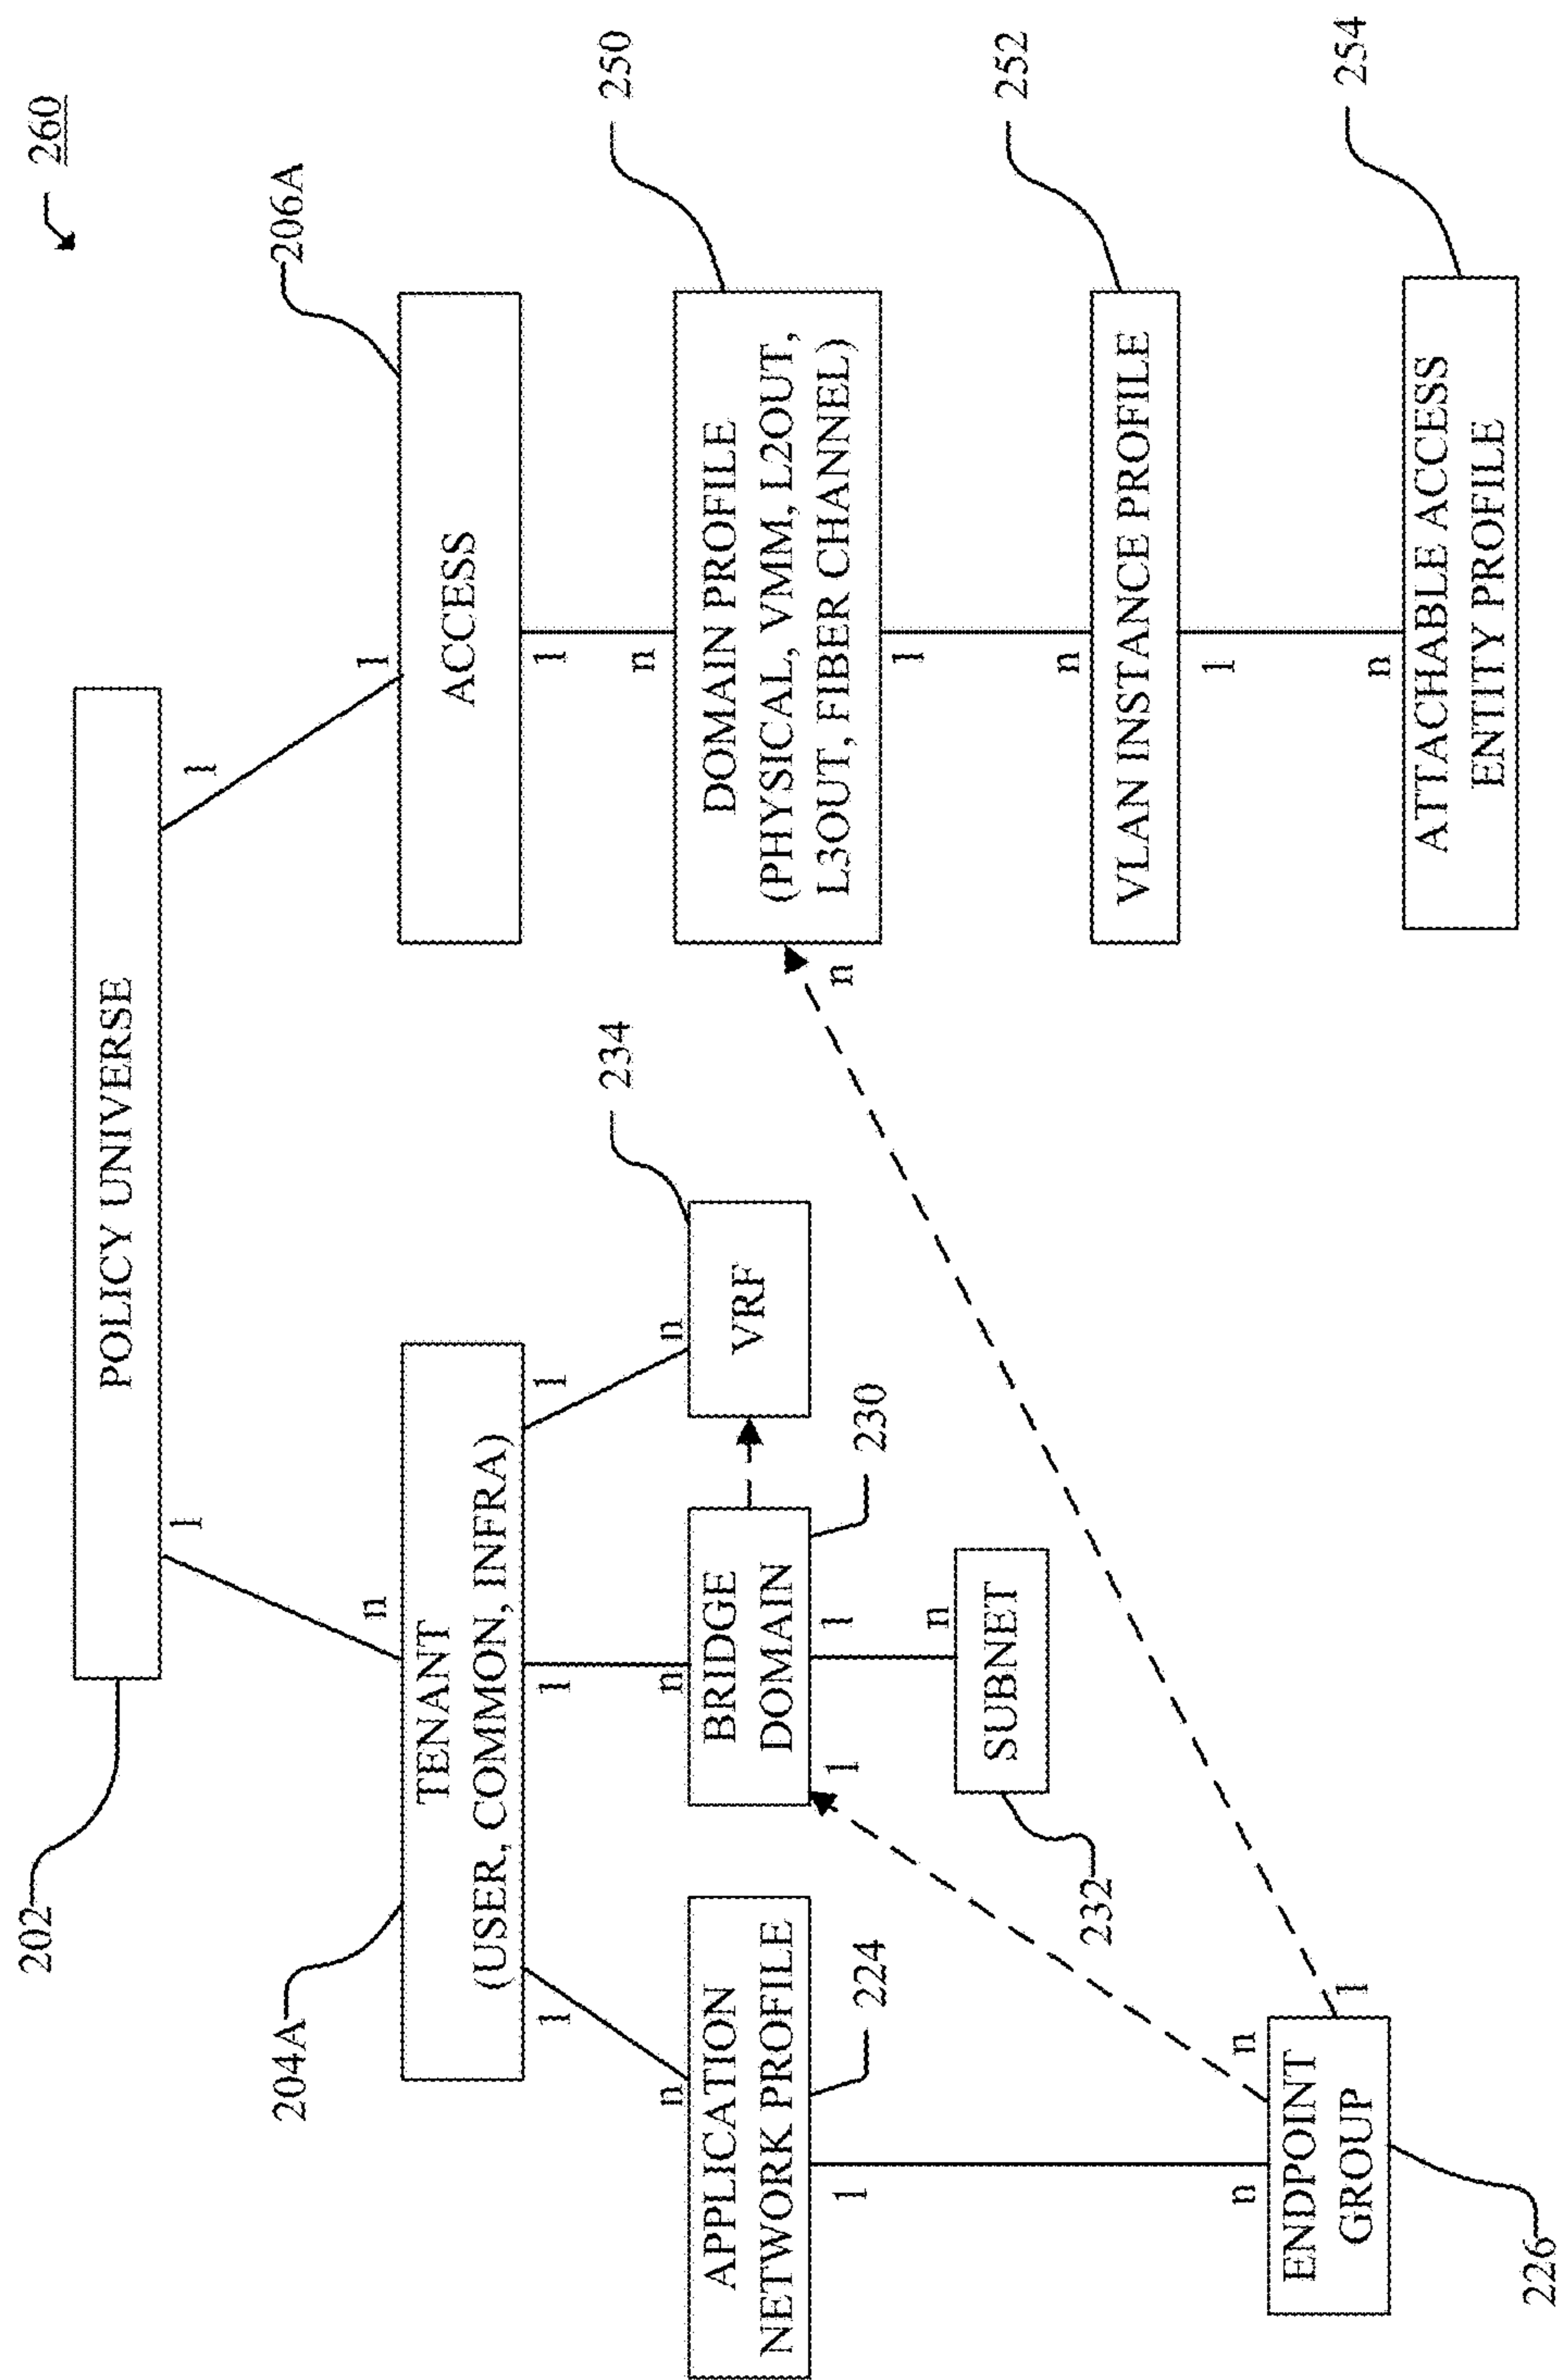 260
202
POLICY UNIVERSE
1
1
n
1
204A
TENANT
(USER, COMMON, INFRA)
206A
ACCESS
1
1
1
1
n
n
n
n
APPLICATION
NETWORK PROFILE
224
BRIDGE
DOMAIN
230
VRF
234
DOMAIN PROFILE
(PHYSICAL, VMM, L2OUT,
L3OUT, FIBER CHANNEL)
250
1
1
1
n
1
n
SUBNET
232
n
VLAN INSTANCE PROFILE
252
1
n
n
n
1
ENDPOINT
GROUP
226
ATTACHABLE ACCESS
ENTITY PROFILE
254